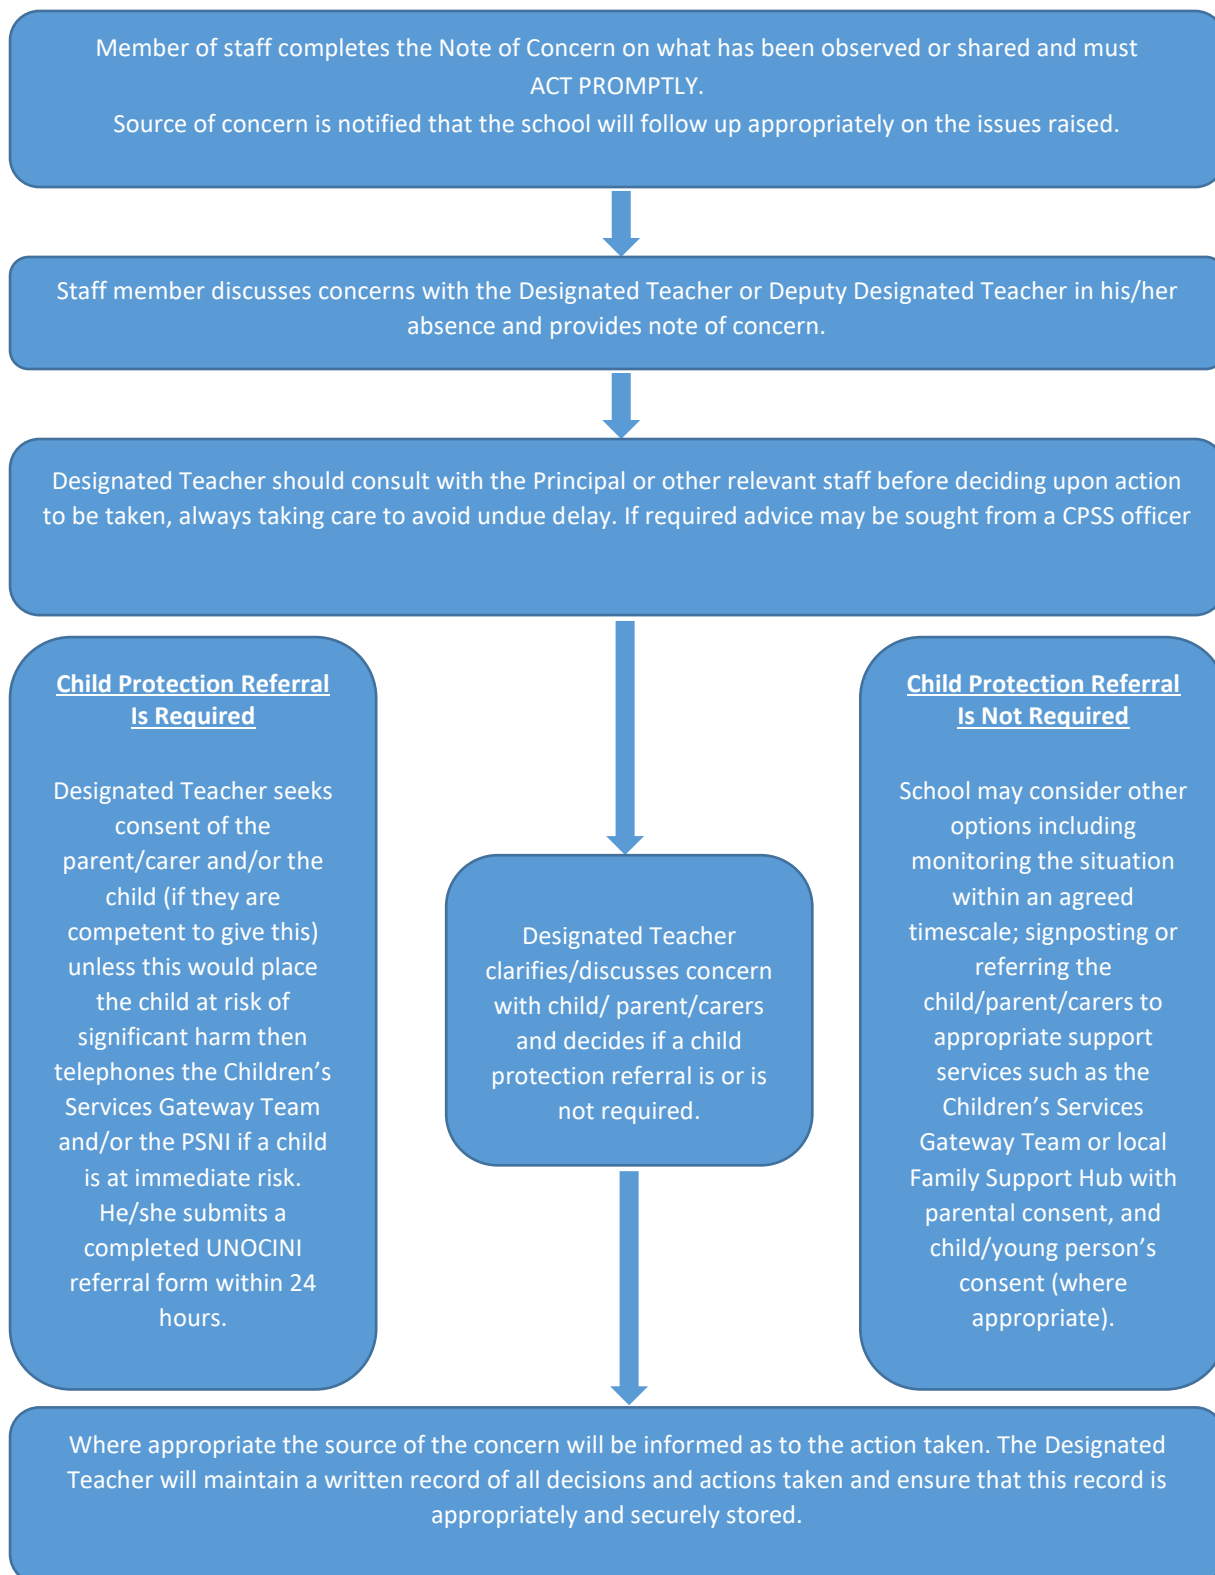 Member of staff completes the Note of Concern on what has been observed or shared and must
ACT PROMPTLY.
Source of concern is notified that the school will follow up appropriately on the issues raised.
Staff member discusses concerns with the Designated Teacher or Deputy Designated Teacher in his/her
absence and provides note of concern.
Designated Teacher should consult with the Principal or other relevant staff before deciding upon action
to be taken, always taking care to avoid undue delay. If required advice may be sought from a CPSS officer
Child Protection Referral
Is Required
Designated Teacher seeks
consent of the
parent/carer and/or the
child (if they are
competent to give this)
unless this would place
the child at risk of
significant harm then
telephones the Children's
Services Gateway Team
and/or the PSNI if a child
is at immediate risk.
He/she submits a
completed UNOCINI
referral form within 24
hours.
Designated Teacher
clarifies/discusses concern
with child/ parent/carers
and decides if a child
protection referral is or is
not required.
Child Protection Referral
Is Not Required
School may consider other
options including
monitoring the situation
within an agreed
timescale; signposting or
referring the
child/parent/carers to
appropriate support
services such as the
Children's Services
Gateway Team or local
Family Support Hub with
parental consent, and
child/young person's
consent (where
appropriate).
Where appropriate the source of the concern will be informed as to the action taken. The Designated
Teacher will maintain a written record of all decisions and actions taken and ensure that this record is
appropriately and securely stored.